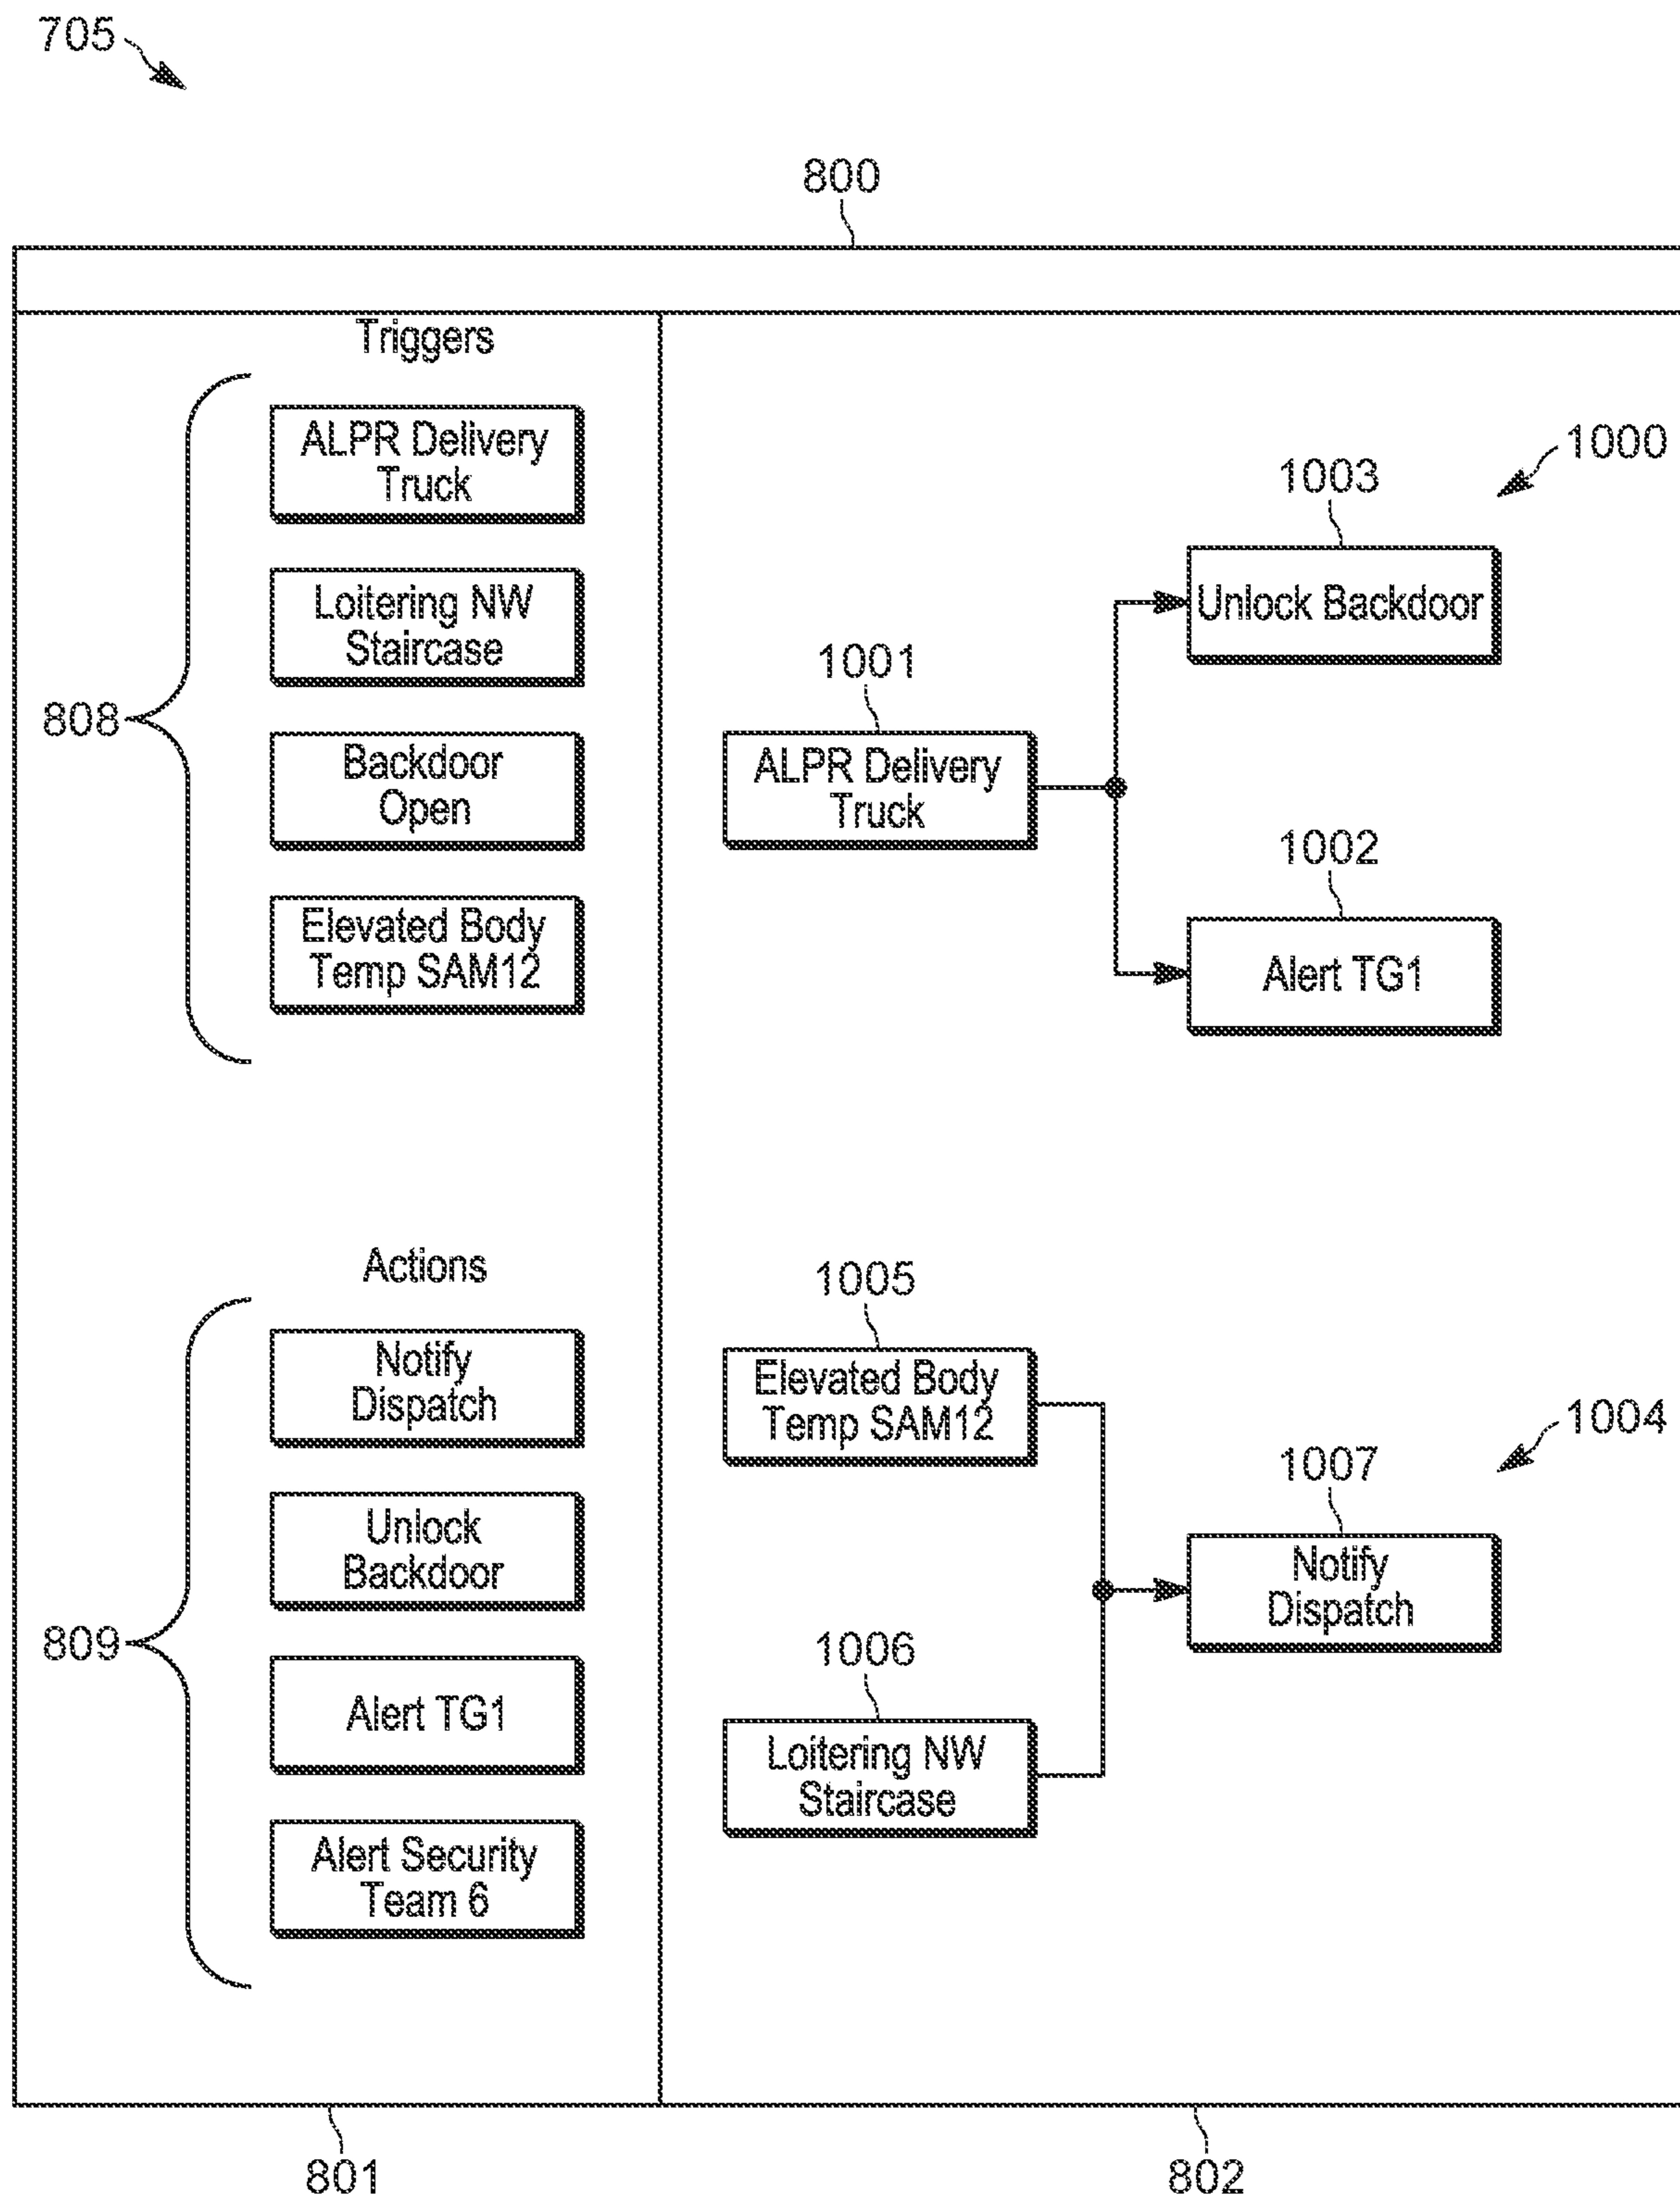 705
800
Triggers
808
ALPR Delivery
Truck
Loitering NW
Staircase
Backdoor
Open
Elevated Body
Temp SAM12
Actions
809
Notify
Dispatch
Unlock
Backdoor
Alert TG1
Alert Security
Team 6
1000
1003
Unlock Backdoor
1001
ALPR Delivery
Truck
1002
Alert TG1
1005
Elevated Body
Temp SAM12
1004
1007
Notify
Dispatch
1006
Loitering NW
Staircase
801
802